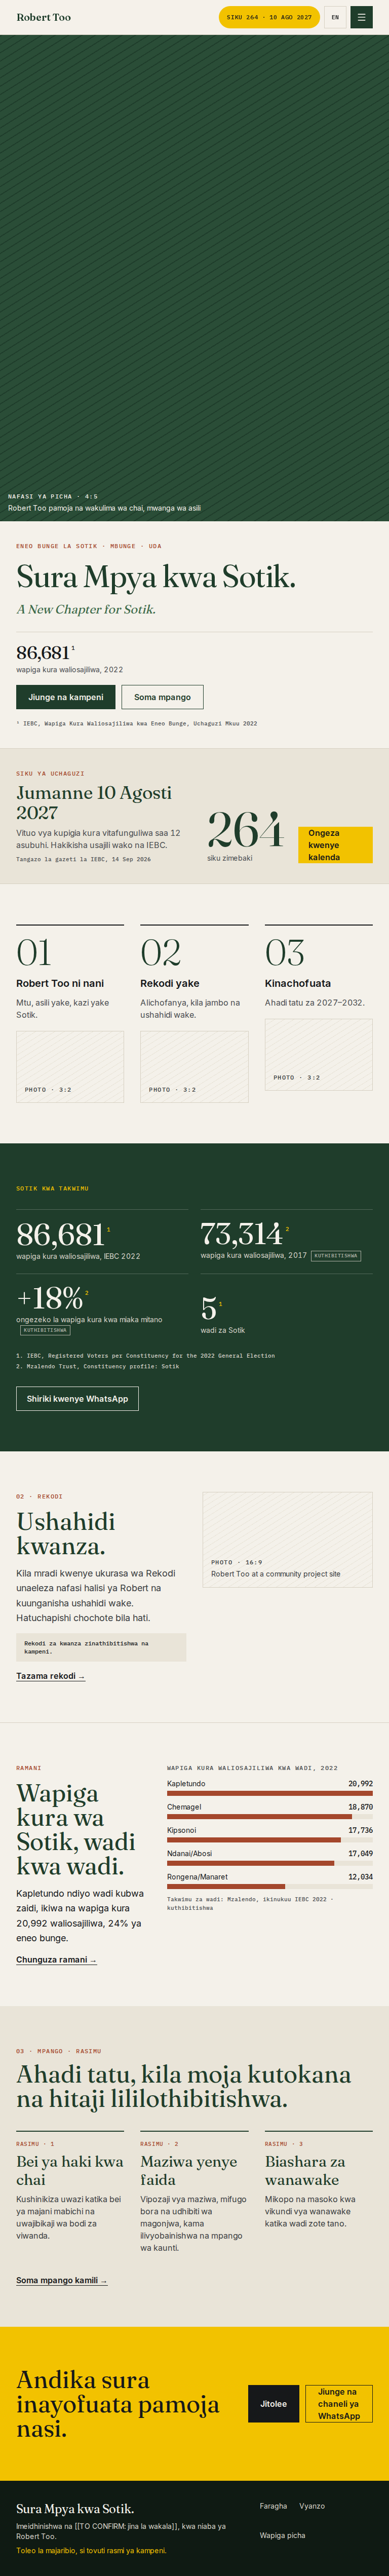 Robert Too
SIKU 264 · 10 AGO 2027
EN
NAFASI YA PICHA · 4:5
Robert Too pamoja na wakulima wa chai, mwanga wa asili
ENEO BUNGE LA SOTIK · MBUNGE · UDA
Sura Mpya kwa Sotik.
A New Chapter for Sotik.
86,681 1
wapiga kura waliosajiliwa, 2022
Jiunge na kampeni
Soma mpango
¹ IEBC, Wapiga Kura Waliosajiliwa kwa Eneo Bunge, Uchaguzi Mkuu 2022
SIKU YA UCHAGUZI
Jumanne 10 Agosti
2027
Vituo vya kupigia kura vitafunguliwa saa 12
asubuhi. Hakikisha usajili wako na IEBC.
Tangazo la gazeti la IEBC, 14 Sep 2026
264
siku zimebaki
Ongeza
kwenye
kalenda
01
Robert Too ni nani
Mtu, asili yake, kazi yake
Sotik.
PHOTO · 3:2
02
Rekodi yake
Alichofanya, kila jambo na
ushahidi wake.
PHOTO · 3:2
03
Kinachofuata
Ahadi tatu za 2027–2032.
PHOTO · 3:2
SOTIK KWA TAKWIMU
86,681 1
wapiga kura waliosajiliwa, IEBC 2022
73,314 2
wapiga kura waliosajiliwa, 2017 KUTHIBITISHWA
+18% 2
ongezeko la wapiga kura kwa miaka mitano
KUTHIBITISHWA
5 1
wadi za Sotik
1. IEBC, Registered Voters per Constituency for the 2022 General Election
2. Mzalendo Trust, Constituency profile: Sotik
Shiriki kwenye WhatsApp
02 · REKODI
Ushahidi
kwanza.
Kila mradi kwenye ukurasa wa Rekodi
unaeleza nafasi halisi ya Robert na
kuunganisha ushahidi wake.
Hatuchapishi chochote bila hati.
Rekodi za kwanza zinathibitishwa na
kampeni.
Tazama rekodi →
PHOTO · 16:9
Robert Too at a community project site
RAMANI
Wapiga
kura wa
Sotik, wadi
kwa wadi.
Kapletundo ndiyo wadi kubwa
zaidi, ikiwa na wapiga kura
20,992 waliosajiliwa, 24% ya
eneo bunge.
Chunguza ramani →
WAPIGA KURA WALIOSAJILIWA KWA WADI, 2022
Kapletundo 20,992
Chemagel 18,870
Kipsonoi 17,736
Ndanai/Abosi 17,049
Rongena/Manaret 12,034
Takwimu za wadi: Mzalendo, ikinukuu IEBC 2022 ·
kuthibitishwa
03 · MPANGO · RASIMU
Ahadi tatu, kila moja kutokana
na hitaji lililothibitishwa.
RASIMU · 1
Bei ya haki kwa
chai
Kushinikiza uwazi katika bei
ya majani mabichi na
uwajibikaji wa bodi za
viwanda.
RASIMU · 2
Maziwa yenye
faida
Vipozaji vya maziwa, mifugo
bora na udhibiti wa
magonjwa, kama
ilivyobainishwa na mpango
wa kaunti.
RASIMU · 3
Biashara za
wanawake
Mikopo na masoko kwa
vikundi vya wanawake
katika wadi zote tano.
Soma mpango kamili →
Andika sura
inayofuata pamoja
nasi.
Jitolee
Jiunge na
chaneli ya
WhatsApp
Sura Mpya kwa Sotik.
Imeidhinishwa na [[TO CONFIRM: jina la wakala]], kwa niaba ya
Robert Too.
Toleo la majaribio, si tovuti rasmi ya kampeni.
Faragha
Vyanzo
Wapiga picha